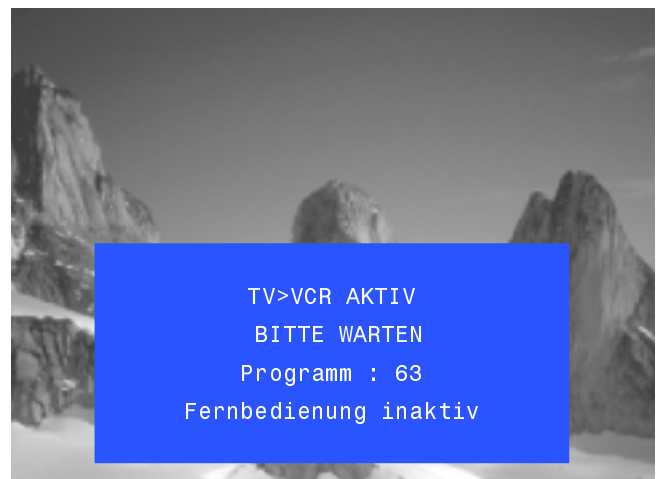 TV>VCR AKTIV
BITTE WARTEN
Programm : 63
Fernbedienung inaktiv